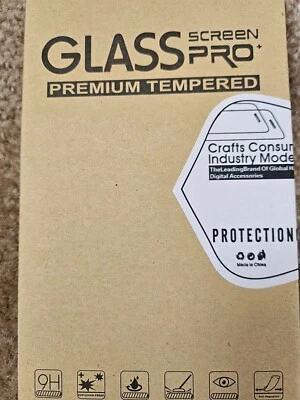 GLASS SCREEN PRO+
PREMIUM TEMPERED
Crafts Consum
Industry Mode
TheLeadingBrand Of Global H
Digital Accessories
PROTECTION
Made in China
9H